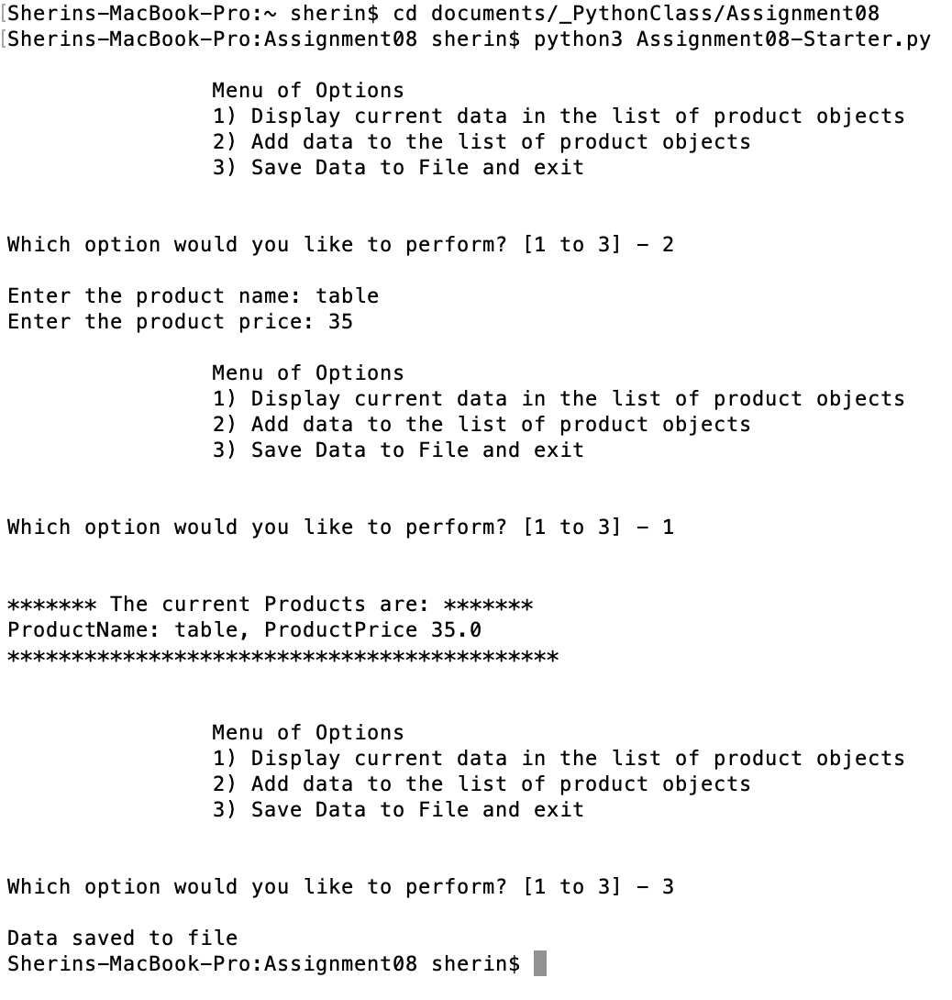 [Sherins-MacBook-Pro:~ sherin$ cd documents/_PythonClass/Assignment08
[Sherins-MacBook-Pro:Assignment08 sherin$ python3 Assignment08-Starter.py
Menu of Options
1) Display current data in the list of product objects
2) Add data to the list of product objects
3) Save Data to File and exit
Which option would you like to perform? [1 to 3] - 2
Enter the product name: table
Enter the product price: 35
Menu of Options
1) Display current data in the list of product objects
2) Add data to the list of product objects
3) Save Data to File and exit
Which option would you like to perform? [1 to 3] - 1
******* The current Products are: *******
ProductName: table, ProductPrice 35.0
*******************************************
Menu of Options
1) Display current data in the list of product objects
2) Add data to the list of product objects
3) Save Data to File and exit
Which option would you like to perform? [1 to 3] - 3
Data saved to file
Sherins-MacBook-Pro:Assignment08 sherin$